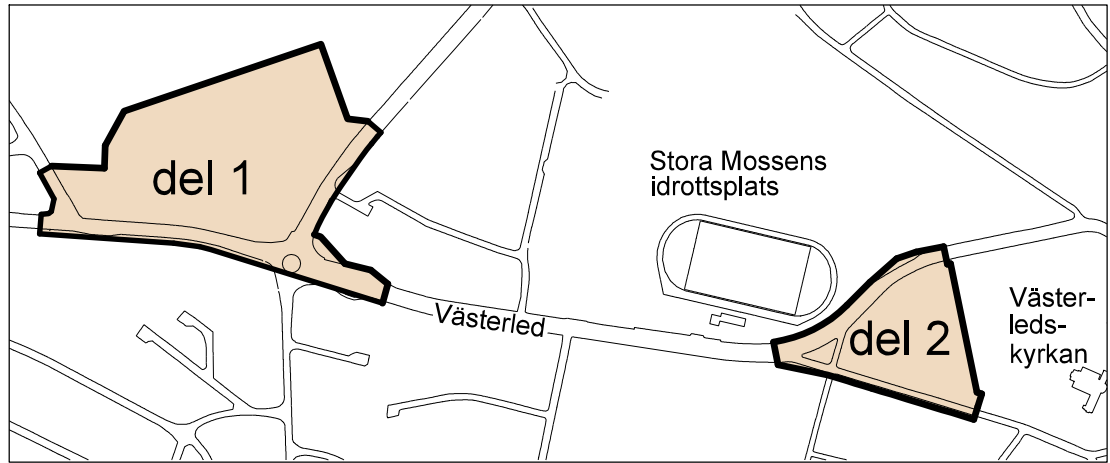 del 1
Stora Mossens
idrottsplats
Västerled
del 2
Väster-
leds-
kyrkan